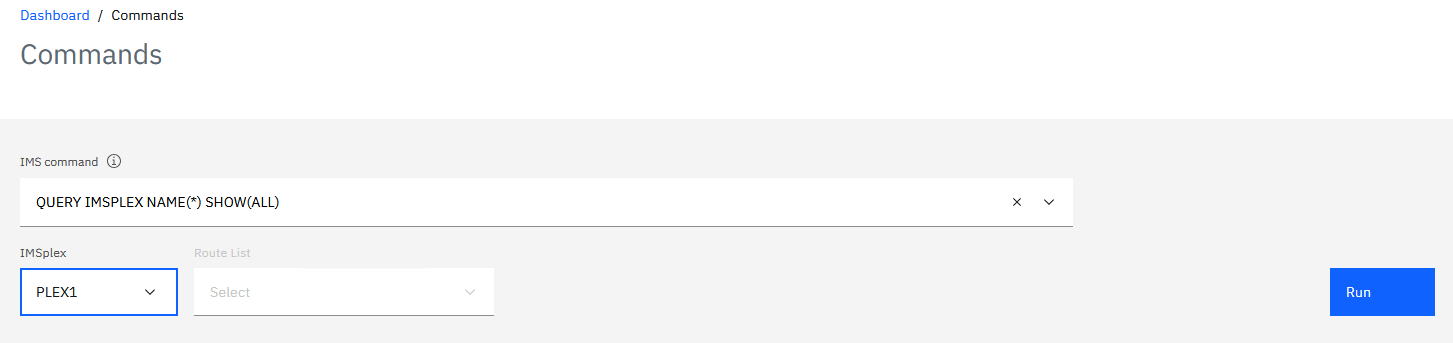 Dashboard / Commands
Commands
IMS command
QUERY IMSPLEX NAME(*) SHOW(ALL)
IMSplex
Route List
PLEX1
Select
Run